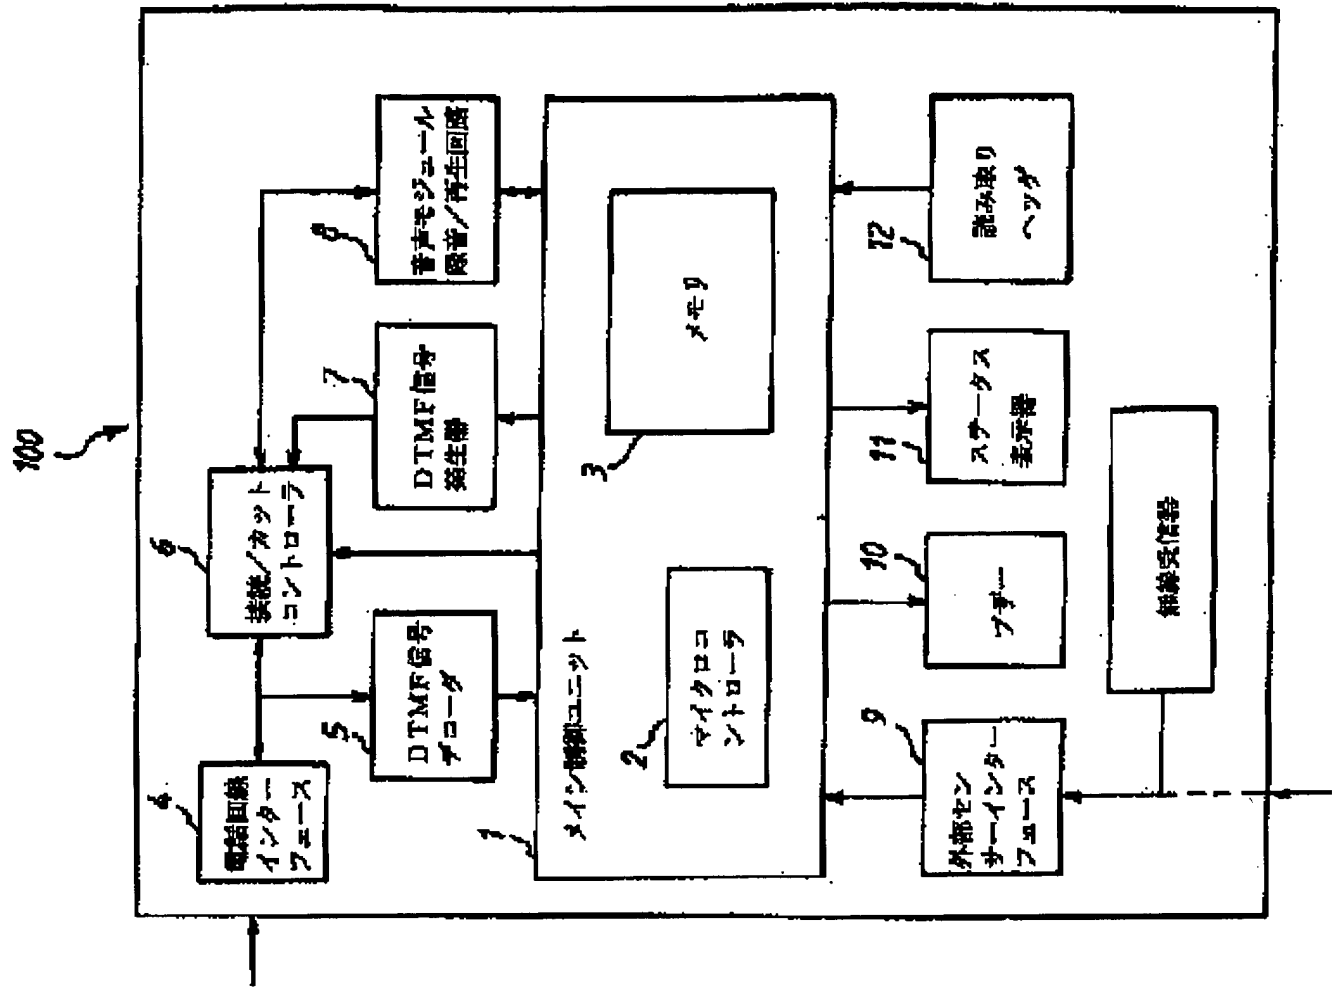 100
4
電話回線
インター
フェース
6
接続／カット
コントローラ
5
DTMF信号
デコーダ
7
DTMF信号
発生器
8
音声モジュール
録音／再生回路
1
メイン制御ユニット
2
マイクロコ
ントローラ
3
メモリ
9
外部セン
サーインター
フェース
10
ブザー
11
ステータス
表示器
12
読み取り
ヘッダ
無線受信器